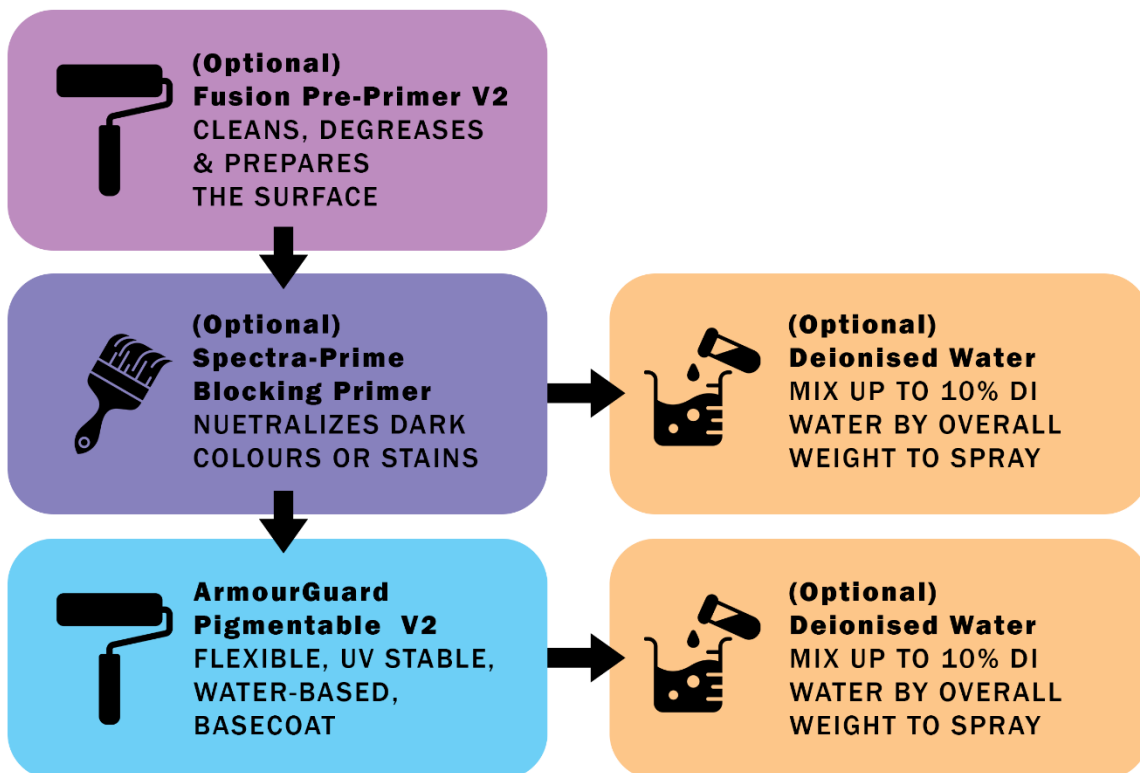 (Optional)
Fusion Pre-Primer V2
CLEANS, DEGREASES
& PREPARES
THE SURFACE
(Optional)
Spectra-Prime
Blocking Primer
NUETRALIZES DARK
COLOURS OR STAINS
(Optional)
Deionised Water
MIX UP TO 10% DI
WATER BY OVERALL
WEIGHT TO SPRAY
ArmourGuard
Pigmentable V2
FLEXIBLE, UV STABLE,
WATER-BASED,
BASECOAT
(Optional)
Deionised Water
MIX UP TO 10% DI
WATER BY OVERALL
WEIGHT TO SPRAY